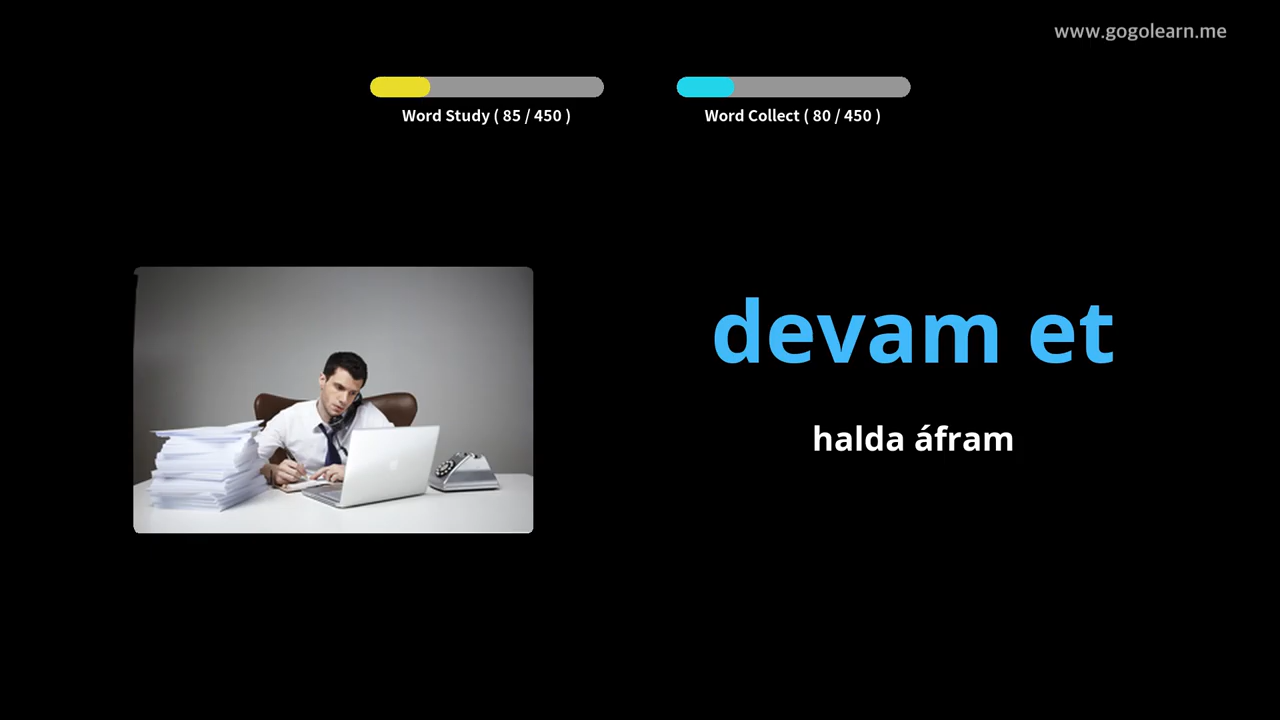 www.gogolearn.me
Word Study ( 85 / 450 )
Word Collect ( 80 / 450 )
devam et
halda áfram